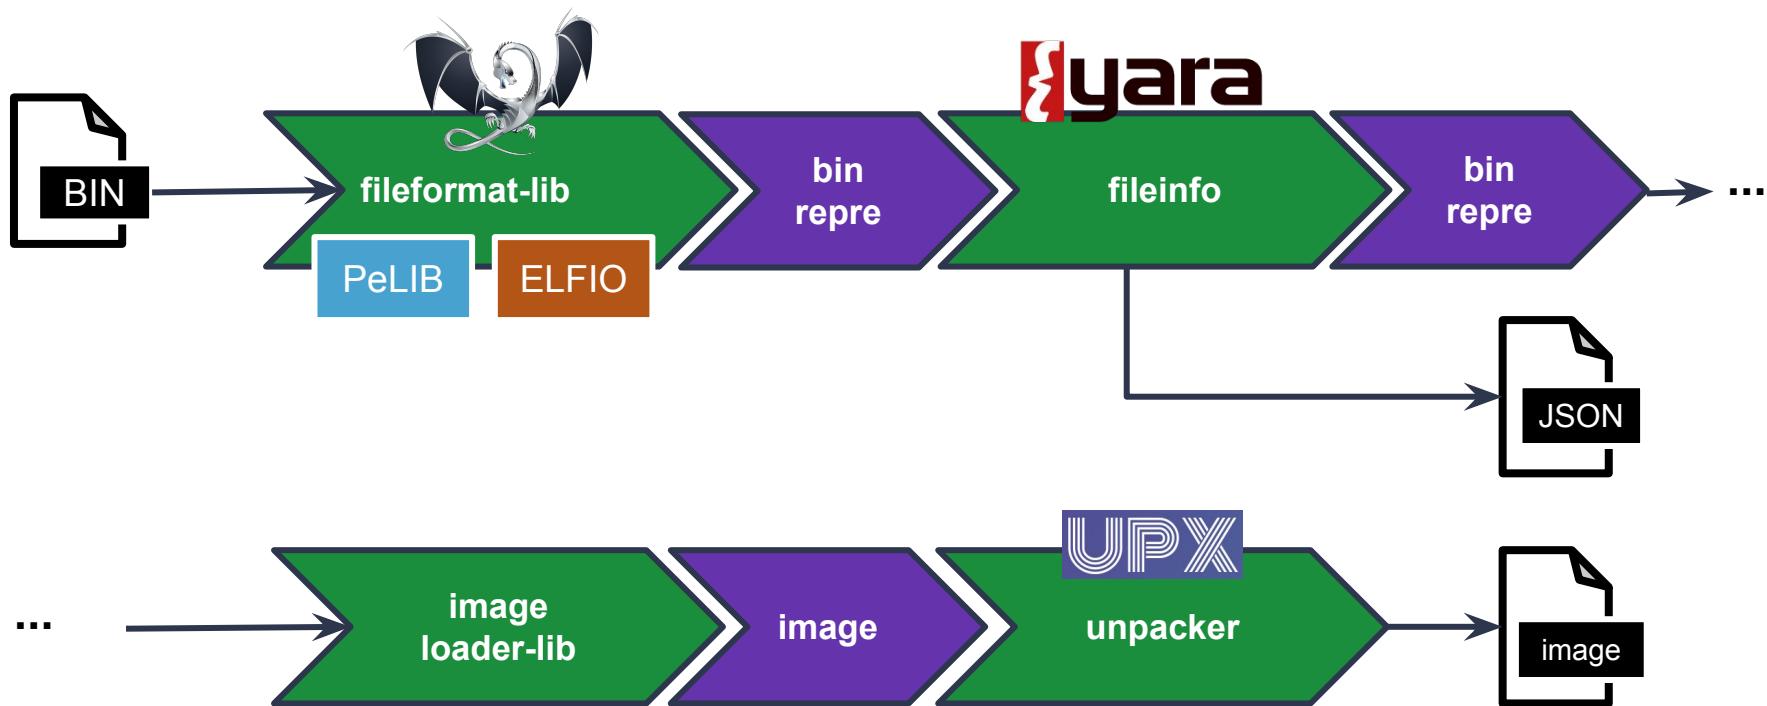 yara
BIN
fileformat-lib
bin
repre
fileinfo
bin
repre
...
PeLIB
ELFIO
JSON
UPX
...
image
loader-lib
image
unpacker
image